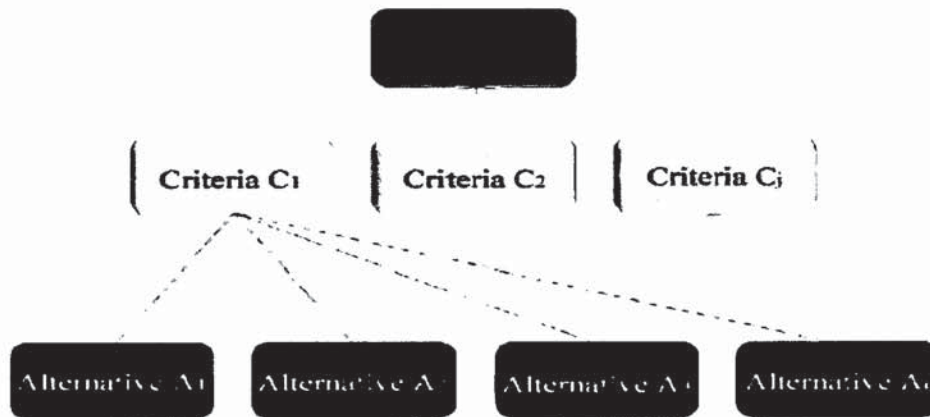 Criteria C1
Criteria C2
Criteria Cj
Alternative A1
Alternative A
Alternative A
Alternative A